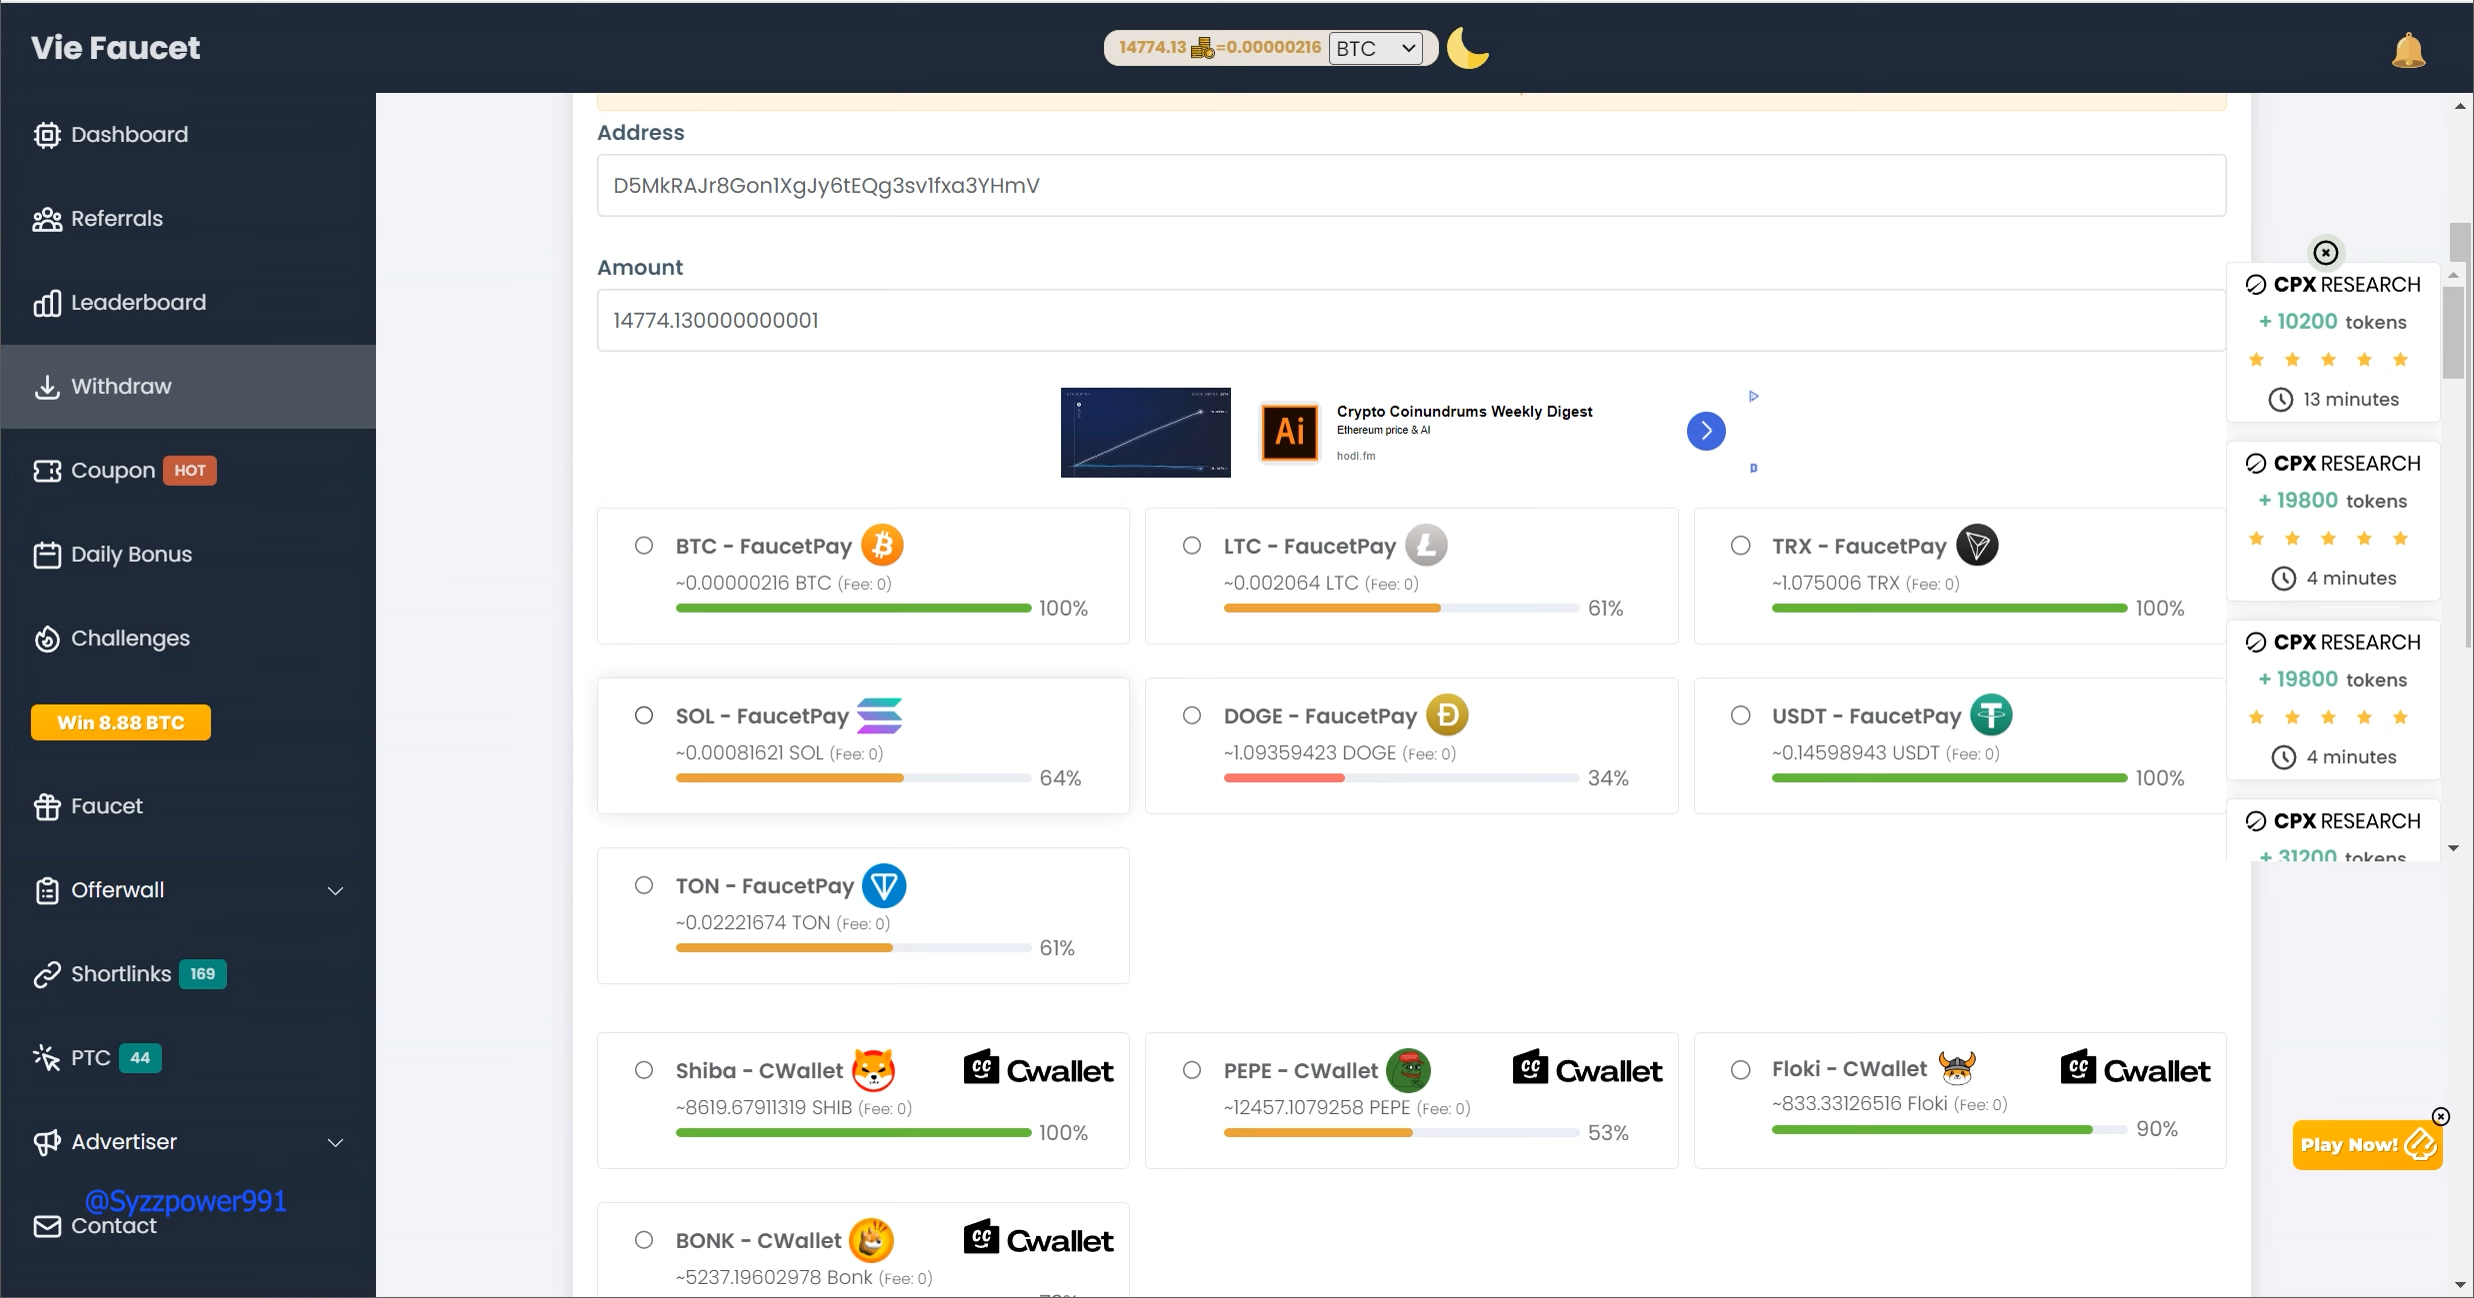 Vie Faucet
14774.13 =0.00000216 BTC
Dashboard
Referrals
Leaderboard
Withdraw
Coupon HOT
Daily Bonus
Challenges
Win 8.88 BTC
Faucet
Offerwall
Shortlinks 169
PTC 44
Advertiser
@Syzzpower991
Contact
Address
D5MkRAJr8Gon1XgJy6tEQg3sv1fxa3YHmV
Amount
14774.130000000001
Ai
Crypto Coinundrums Weekly Digest
Ethereum price & AI
hodl.fm
BTC - FaucetPay
~0.00000216 BTC (Fee: 0)
100%
LTC - FaucetPay
~0.002064 LTC (Fee: 0)
61%
TRX - FaucetPay
~1.075006 TRX (Fee: 0)
100%
SOL - FaucetPay
~0.00081621 SOL (Fee: 0)
64%
DOGE - FaucetPay
~1.09359423 DOGE (Fee: 0)
34%
USDT - FaucetPay
~0.14598943 USDT (Fee: 0)
100%
TON - FaucetPay
~0.02221674 TON (Fee: 0)
61%
Shiba - CWallet
Cwallet
~8619.67911319 SHIB (Fee: 0)
100%
PEPE - CWallet
Cwallet
~12457.1079258 PEPE (Fee: 0)
53%
Floki - CWallet
Cwallet
~833.33126516 Floki (Fee: 0)
90%
BONK - CWallet
Cwallet
~5237.19602978 Bonk (Fee: 0)
CPX RESEARCH
+ 10200 tokens
13 minutes
CPX RESEARCH
+ 19800 tokens
4 minutes
CPX RESEARCH
+ 19800 tokens
4 minutes
CPX RESEARCH
+ 31200 tokens
Play Now!